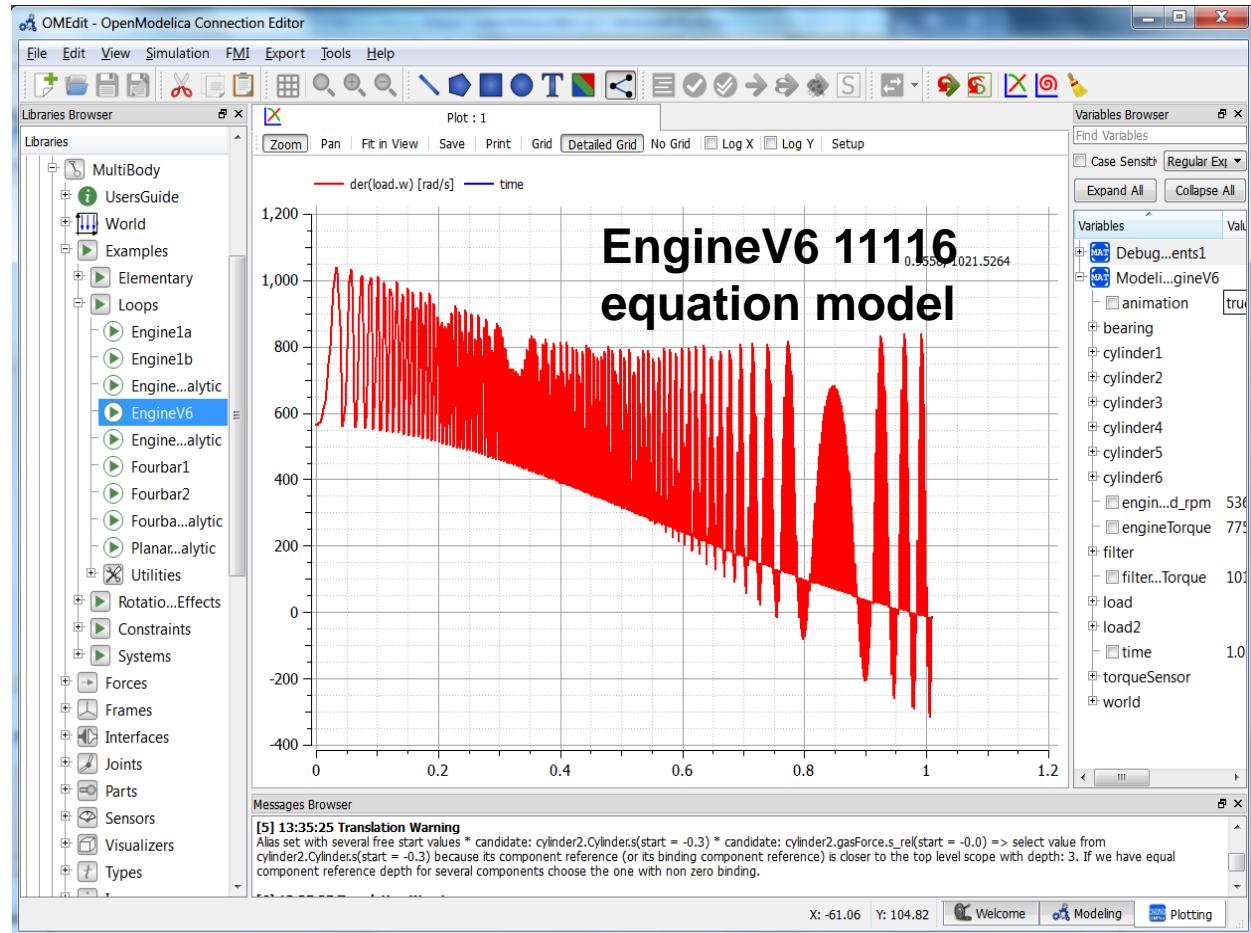 OMEdit - OpenModelica Connection Editor
File Edit View Simulation FMI Export Tools Help
Libraries Browser
Libraries
MultiBody
UsersGuide
World
Examples
Elementary
Loops
Engine1a
Engine1b
Engine...alytic
EngineV6
Engine...alytic
Fourbar1
Fourbar2
Fourba...alytic
Planar...alytic
Utilities
Rotatio...Effects
Constraints
Systems
Forces
Frames
Interfaces
Joints
Parts
Sensors
Visualizers
Types
Plot : 1
Zoom Pan Fit in View Save Print Grid Detailed Grid No Grid Log X Log Y Setup
der(load.w) [rad/s] time
EngineV6 11116
equation model
1021.5264
1,200
1,000
800
600
400
200
0
-200
-400
0 0.2 0.4 0.6 0.8 1 1.2
Variables Browser
Find Variables
Case Sensiti Regular Exp
Expand All Collapse All
Variables Valu
Debug...ents1
Modeli...gineV6
animation true
bearing
cylinder1
cylinder2
cylinder3
cylinder4
cylinder5
cylinder6
engin...d_rpm 536
engineTorque 775
filter
filter...Torque 101
load
load2
time 1.0
torqueSensor
world
Messages Browser
[5] 13:35:25 Translation Warning
Alias set with several free start values * candidate: cylinder2.Cylinder.s(start = -0.3) * candidate: cylinder2.gasForce.s_rel(start = -0.0) => select value from
cylinder2.Cylinder.s(start = -0.3) because its component reference (or its binding component reference) is closer to the top level scope with depth: 3. If we have equal
component reference depth for several components choose the one with non zero binding.
X: -61.06 Y: 104.82 Welcome Modeling Plotting